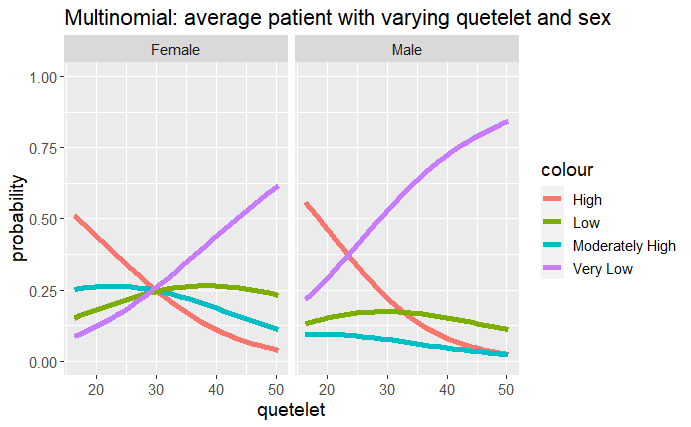 Multinomial: average patient with varying quetelet and sex
Female
Male
1.00
0.75
0.50
0.25
0.00
probability
20
30
40
50
20
30
40
50
quetelet
colour
High
Low
Moderately High
Very Low